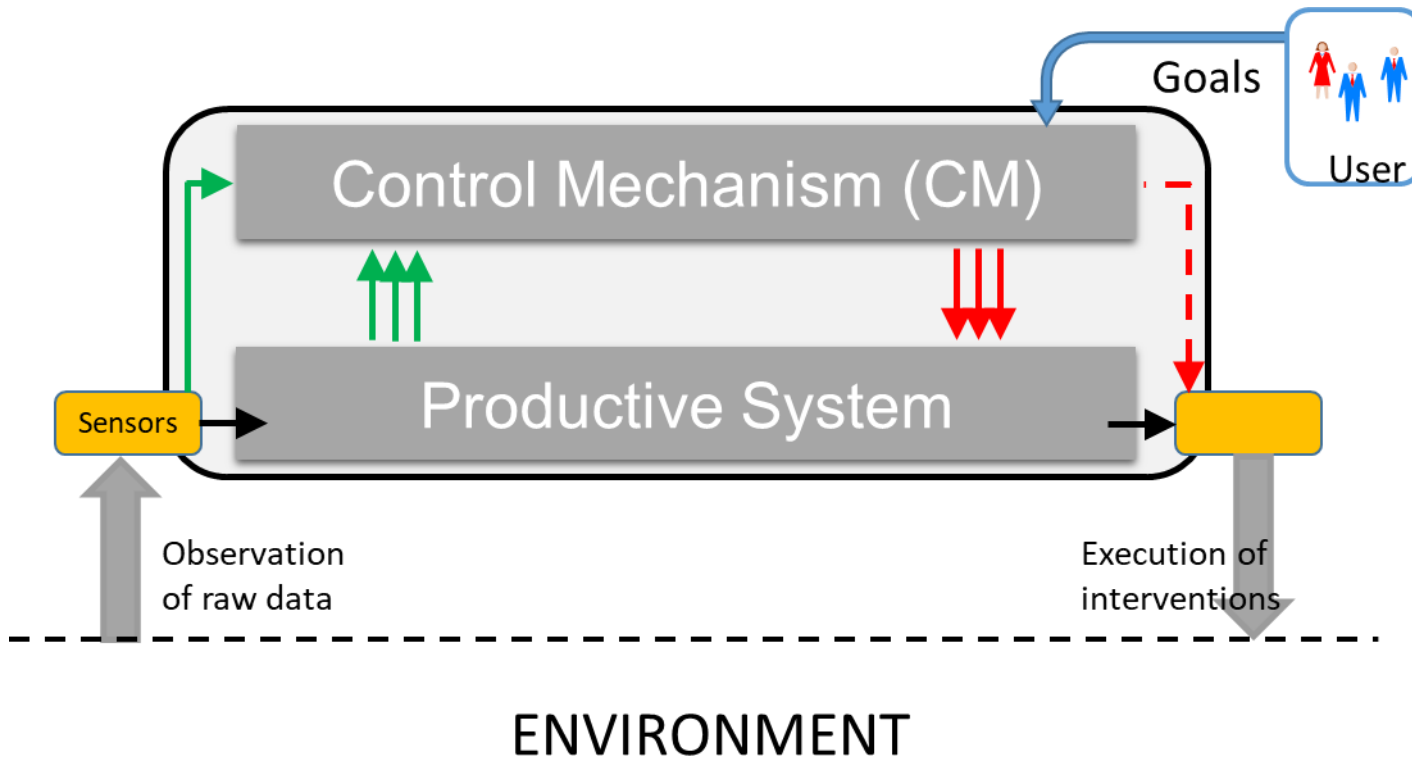 Goals
User
Control Mechanism (CM)
Productive System
Sensors
Observation
of raw data
Execution of
interventions
ENVIRONMENT